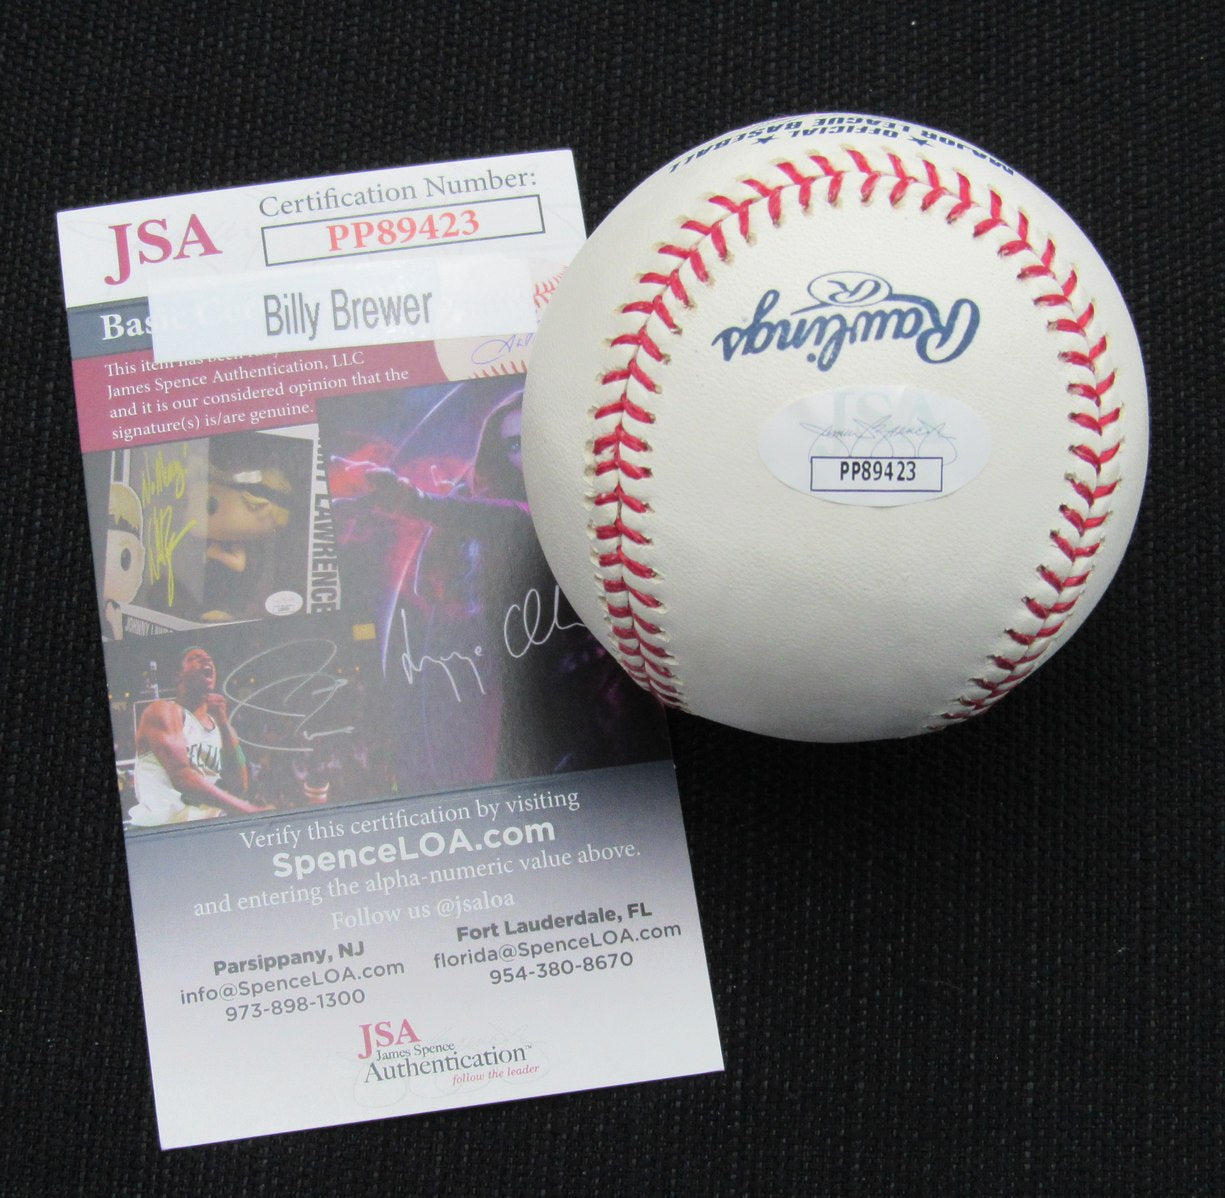 JSA
Certification Number:
PP89423
Billy Brewer
Bas
This item has been
James Spence Authentication, LLC
and it is our considered opinion that the
signature(s) is/are genuine.
LAWRENCE
JOHNNY
Verify this certification by visiting
SpenceLOA.com
and entering the alpha-numeric value above.
Follow us @jsaloa
Parsippany, NJ
info@SpenceLOA.com
973-898-1300
Fort Lauderdale, FL
florida@SpenceLOA.com
954-380-8670
JSA
James Spence
Authentication™
follow the leader
OFFICIAL
MAJOR LEAGUE BASEBALL
Rawlings
R
JSA
PP89423